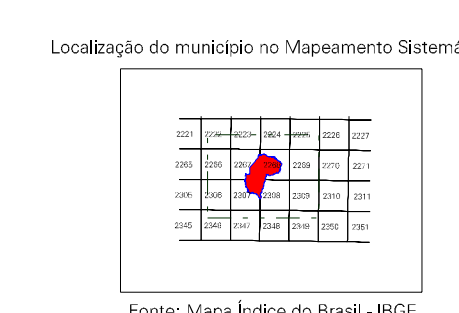 Localização do município no Mapeamento Sistemá
2221 2222 2223 2224 2225 2226 2227
2265 2266 2267 2269 2270 2271
2305 2306 2307 2308 2309 2310 2311
2345 2346 2347 2348 2349 2350 2351
Fonte: Mapa Índice do Brasil - IBGE